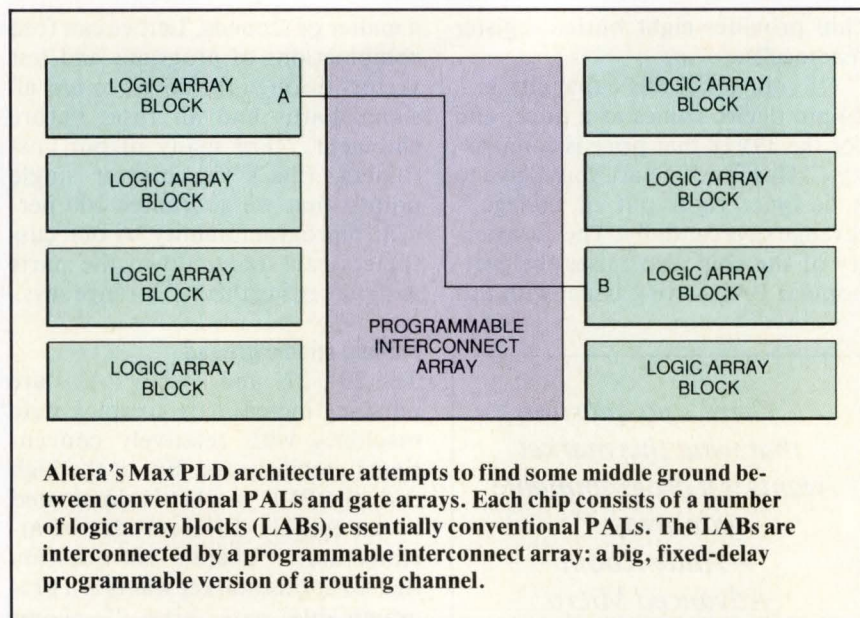 LOGIC ARRAY
BLOCK
A
LOGIC ARRAY
BLOCK
LOGIC ARRAY
BLOCK
LOGIC ARRAY
BLOCK
PROGRAMMABLE
INTERCONNECT
ARRAY
LOGIC ARRAY
BLOCK
LOGIC ARRAY
BLOCK
B
LOGIC ARRAY
BLOCK
LOGIC ARRAY
BLOCK
Altera's Max PLD architecture attempts to find some middle ground be-
tween conventional PALs and gate arrays. Each chip consists of a number
of logic array blocks (LABs), essentially conventional PALs. The LABs are
interconnected by a programmable interconnect array: a big, fixed-delay
programmable version of a routing channel.